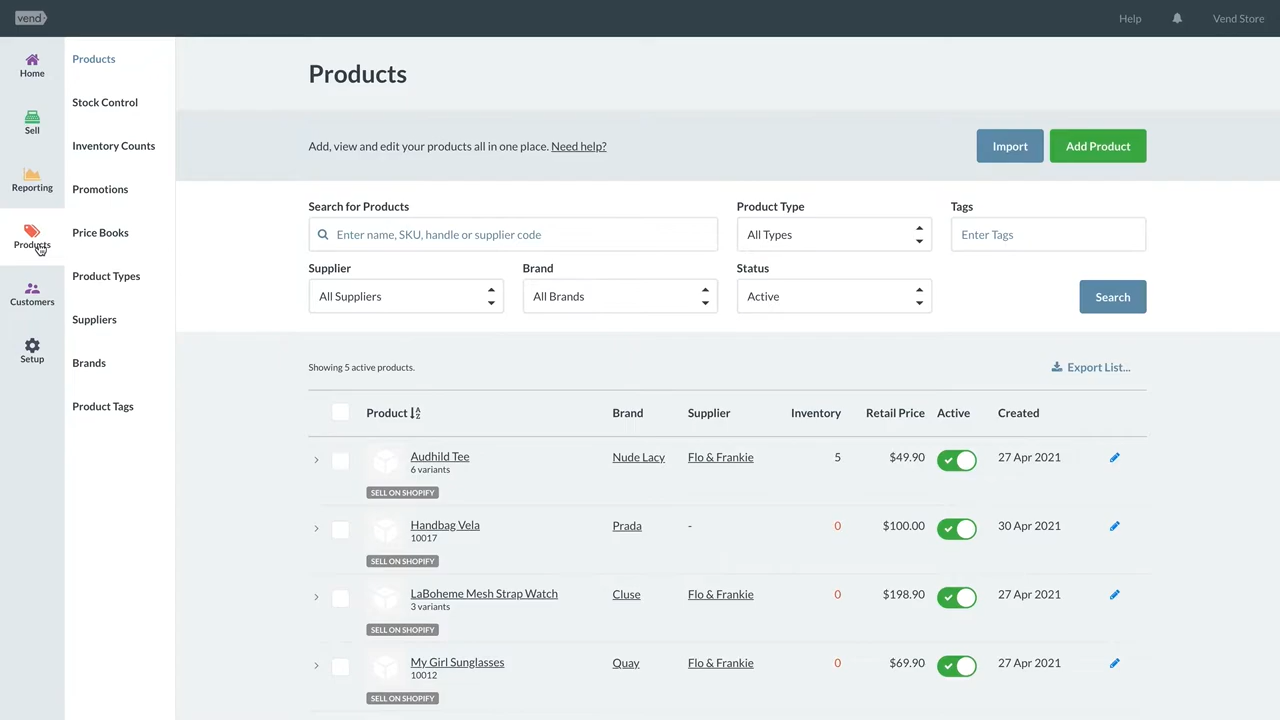 vend
Help
Vend Store
Home
Sell
Reporting
Products
Customers
Setup
Products
Stock Control
Inventory Counts
Promotions
Price Books
Product Types
Suppliers
Brands
Product Tags
Products
Add, view and edit your products all in one place. Need help?
Import
Add Product
Search for Products
Product Type
Tags
Enter name, SKU, handle or supplier code
All Types
Enter Tags
Supplier
Brand
Status
All Suppliers
All Brands
Active
Search
Showing 5 active products.
Export List...
Product Brand Supplier Inventory Retail Price Active Created
Audhild Tee Nude Lacy Flo & Frankie 5 $49.90 27 Apr 2021
6 variants
SELL ON SHOPIFY
Handbag Vela Prada - 0 $100.00 30 Apr 2021
10017
SELL ON SHOPIFY
LaBoheme Mesh Strap Watch Cluse Flo & Frankie 0 $198.90 27 Apr 2021
3 variants
SELL ON SHOPIFY
My Girl Sunglasses Quay Flo & Frankie 0 $69.90 27 Apr 2021
10012
SELL ON SHOPIFY